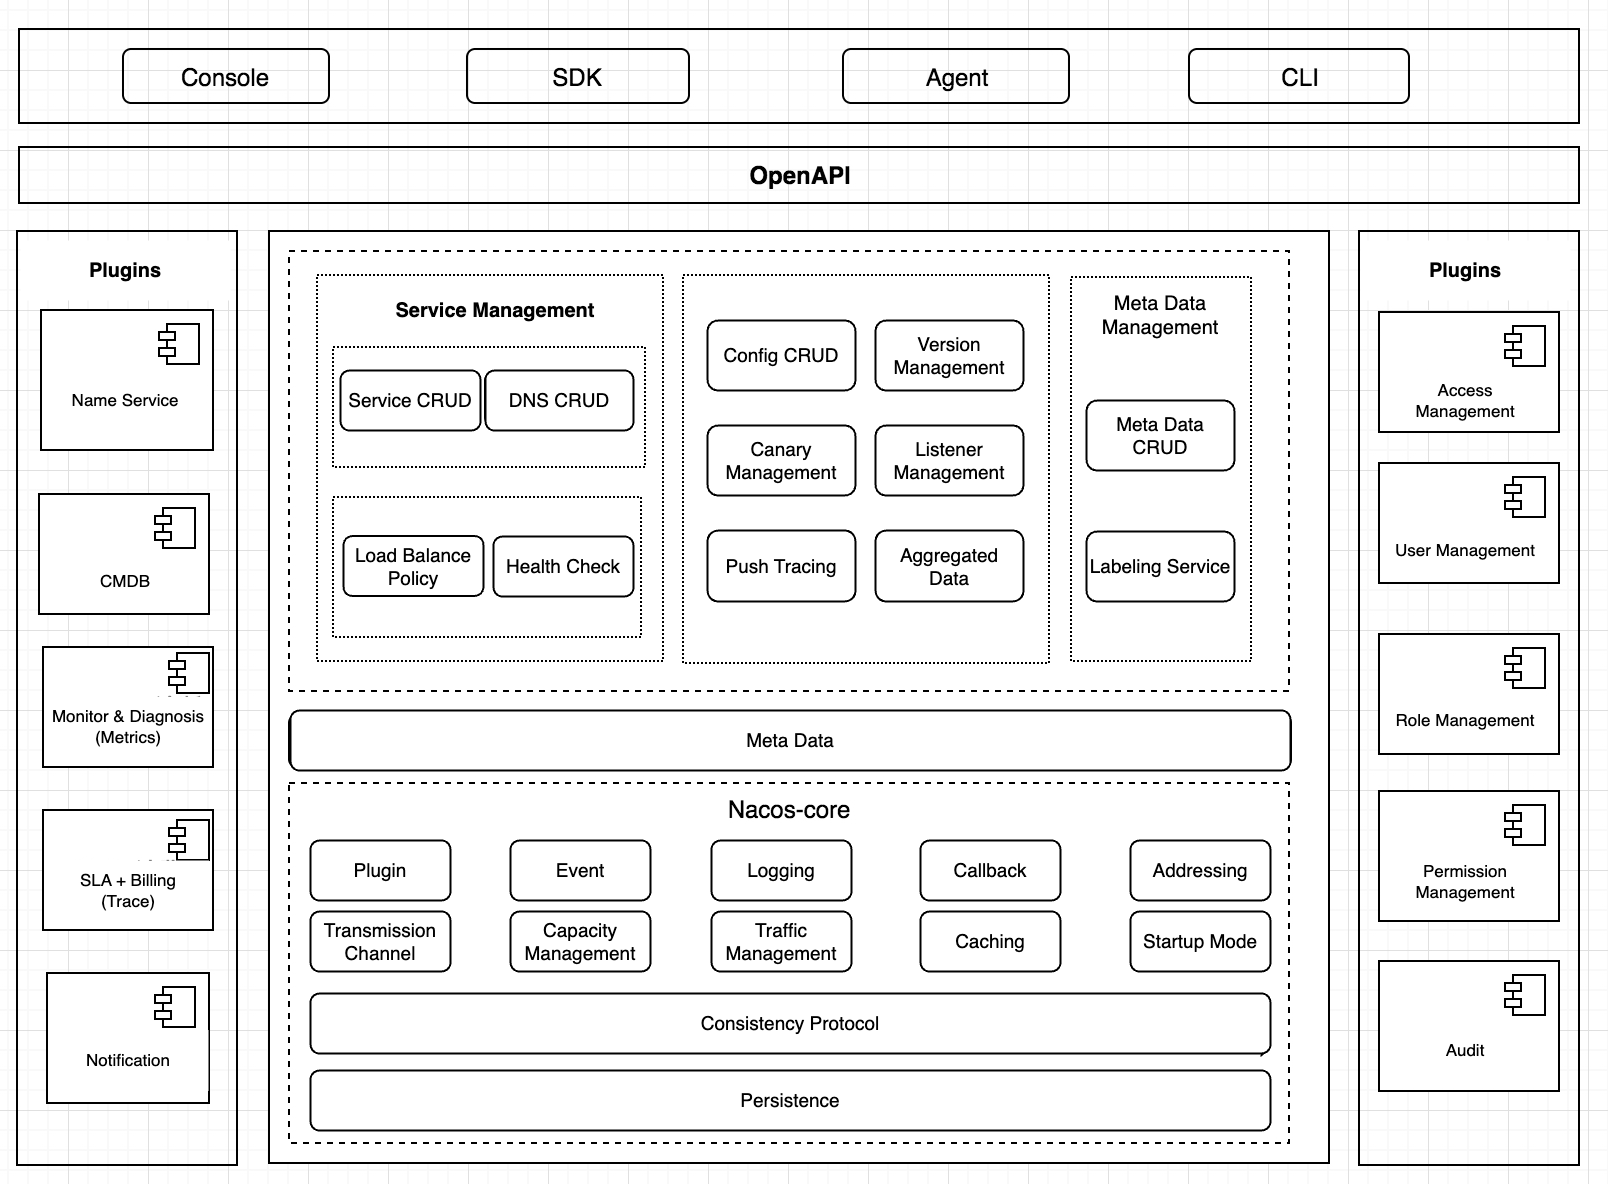 Console
SDK
Agent
CLI
OpenAPI
Plugins
Name Service
CMDB
Monitor & Diagnosis
(Metrics)
SLA + Billing
(Trace)
Notification
Service Management
Service CRUD
DNS CRUD
Load Balance
Policy
Health Check
Config CRUD
Version
Management
Canary
Management
Listener
Management
Push Tracing
Aggregated
Data
Meta Data
Management
Meta Data
CRUD
Labeling Service
Meta Data
Nacos-core
Plugin
Event
Logging
Callback
Addressing
Transmission
Channel
Capacity
Management
Traffic
Management
Caching
Startup Mode
Consistency Protocol
Persistence
Plugins
Access
Management
User Management
Role Management
Permission
Management
Audit